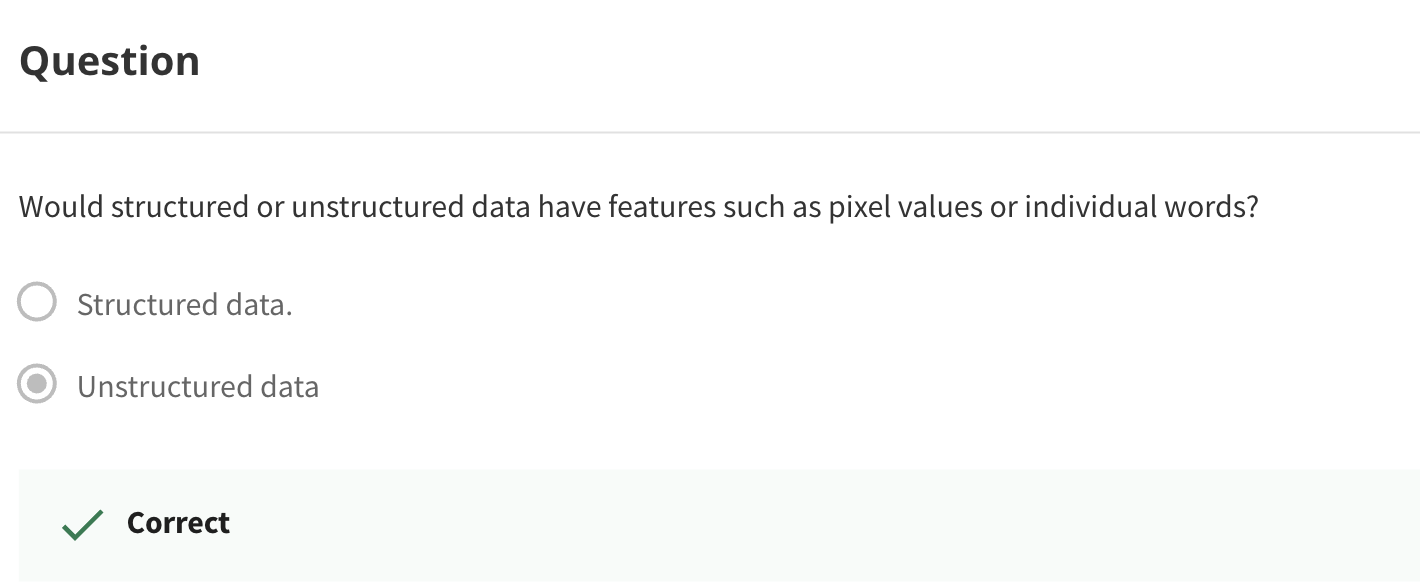 Question
Would structured or unstructured data have features such as pixel values or individual words?
Structured data.
Unstructured data
Correct